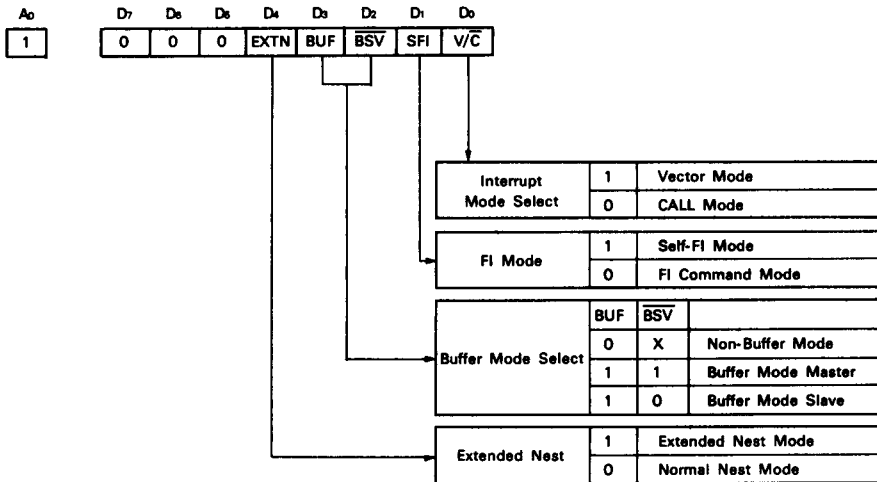 A0 D7 D6 D5 D4 D3 D2 D1 D0
1 0 0 0 EXTN BUF B̅S̅V̅ SFI V/C̅
Interrupt Mode Select
1 Vector Mode
0 CALL Mode
FI Mode
1 Self-FI Mode
0 FI Command Mode
Buffer Mode Select
BUF B̅S̅V̅
0 X Non-Buffer Mode
1 1 Buffer Mode Master
1 0 Buffer Mode Slave
Extended Nest
1 Extended Nest Mode
0 Normal Nest Mode